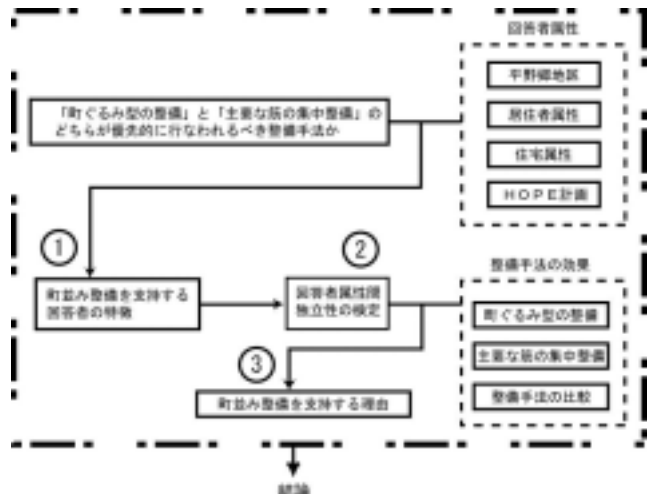 回答者属性
平野郷地区
居住者属性
住宅属性
HOPE計画
「町ぐるみ型の整備」と「主要な筋の集中整備」の
どちらが優先的に行なわれるべき整備手法か
①
町並み整備を支持する
回答者の特徴
②
回答者属性間
独立性の検定
整備手法の効果
町ぐるみ型の整備
主要な筋の集中整備
整備手法の比較
③
町並み整備を支持する理由
結論